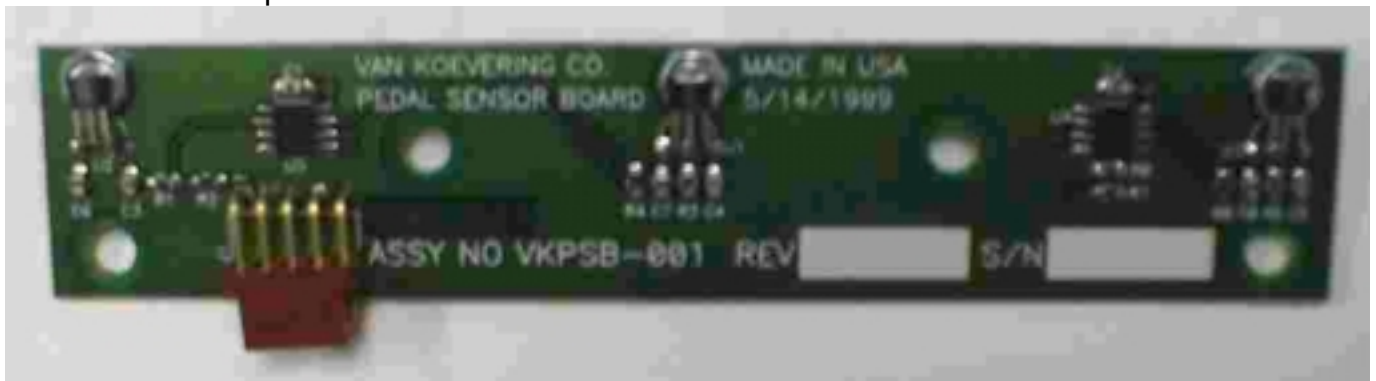 VAN KOEVERING CO.
PEDAL SENSOR BOARD
MADE IN USA
5/14/1999
ASSY NO VKPSB-001 REV
S/N